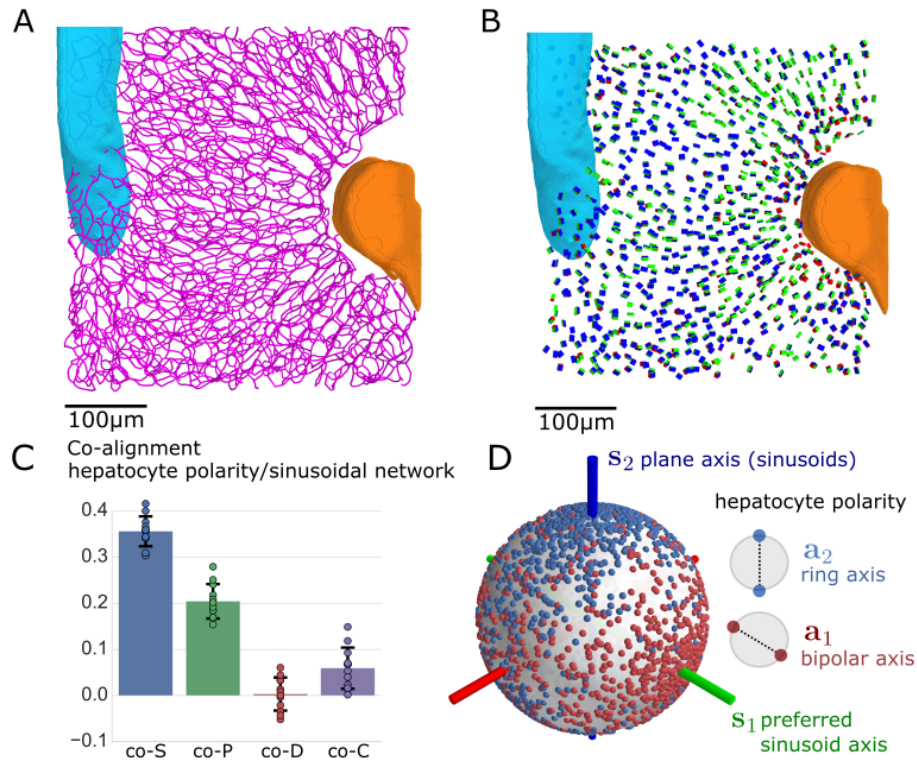 A
B
100μm
100μm
C
Co-alignment
hepatocyte polarity/sinusoidal network
0.4
0.3
0.2
0.1
0.0
−0.1
co-S
co-P
co-D
co-C
D
s₂ plane axis (sinusoids)
hepatocyte polarity
a₂
ring axis
a₁
bipolar axis
s₁ preferred
sinusoid axis